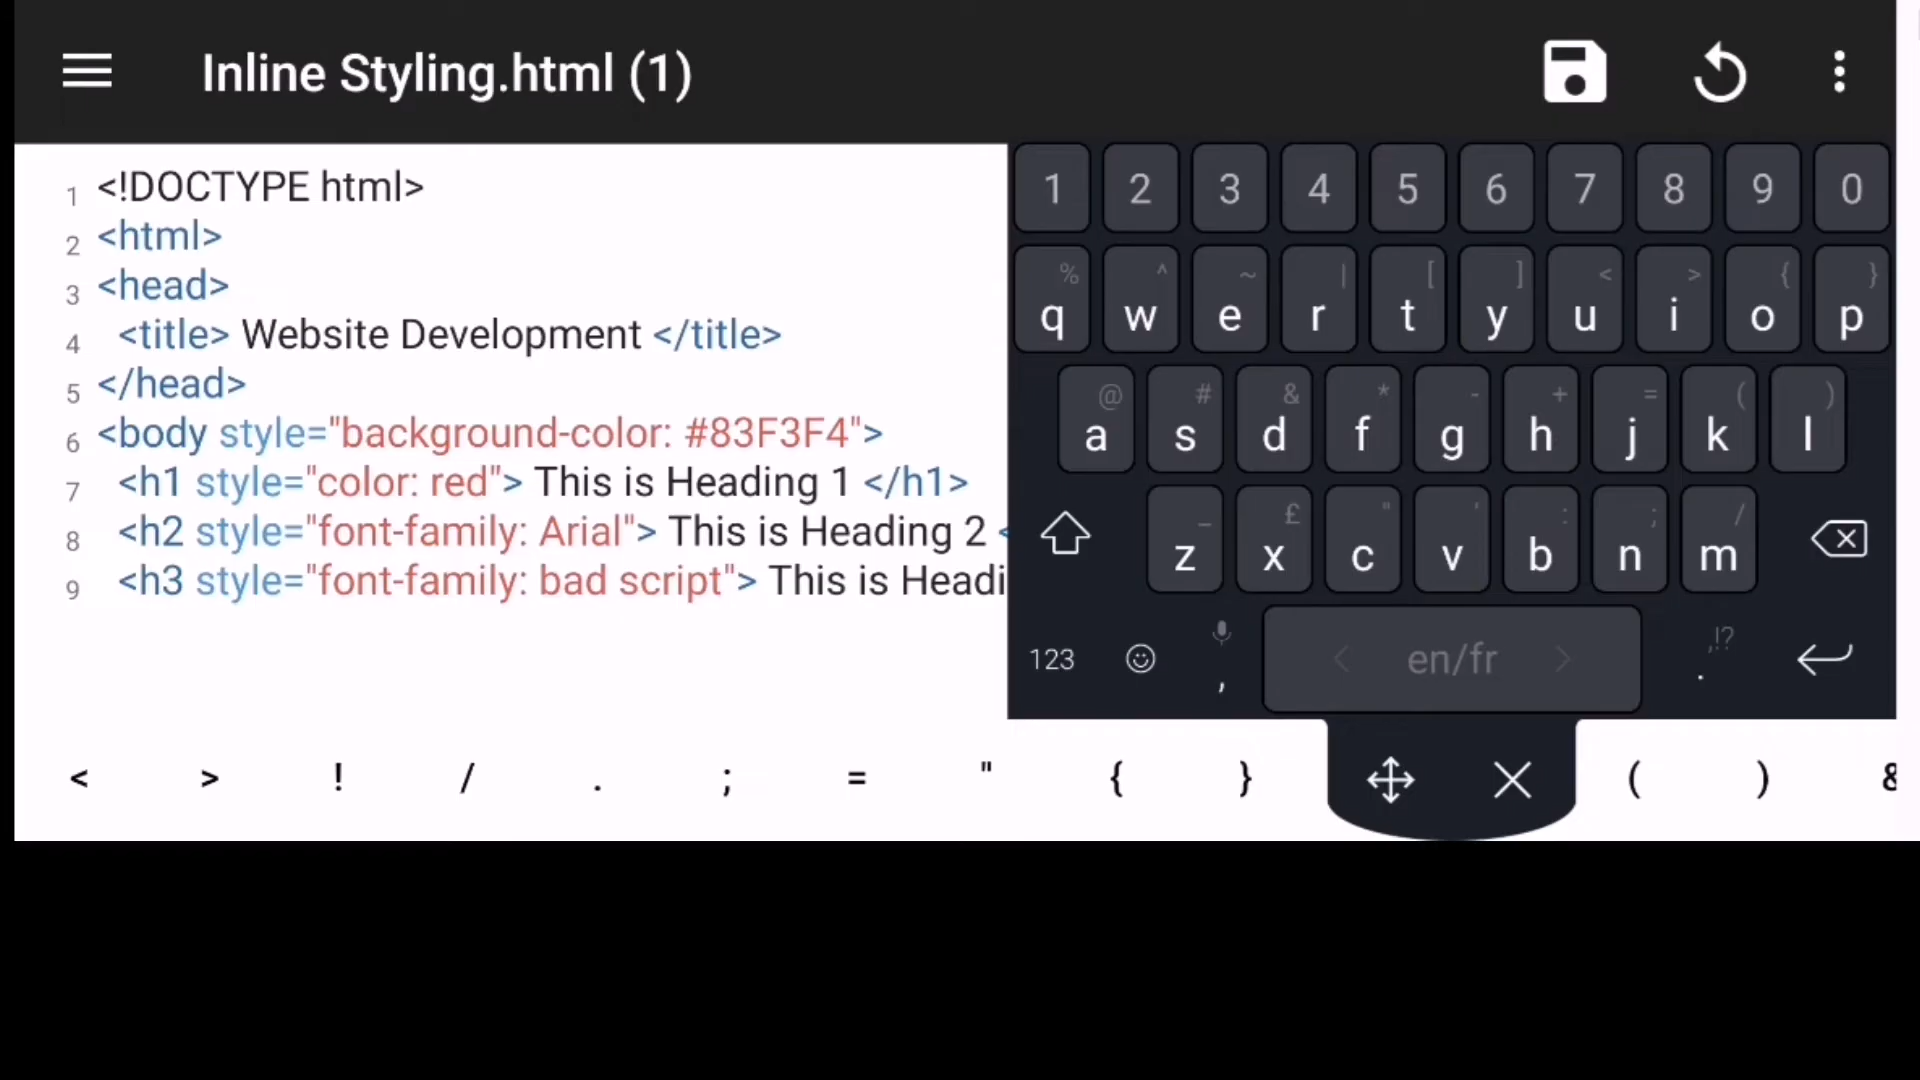 Inline Styling.html (1)
1 <!DOCTYPE html>
2 <html>
3 <head>
4 <title> Website Development </title>
5 </head>
6 <body style="background-color: #83F3F4">
7 <h1 style="color: red"> This is Heading 1 </h1>
8 <h2 style="font-family: Arial"> This is Heading 2 <
9 <h3 style="font-family: bad script"> This is Headi
1 2 3 4 5 6 7 8 9 0
% ^ ~ | [ ] < > { }
q w e r t y u i o p
@ # & * - + = ( )
a s d f g h j k l
_ £ " ' : ; /
z x c v b n m
,!?
123 , < en/fr > .
< > ! / . ; = " { } ( ) &